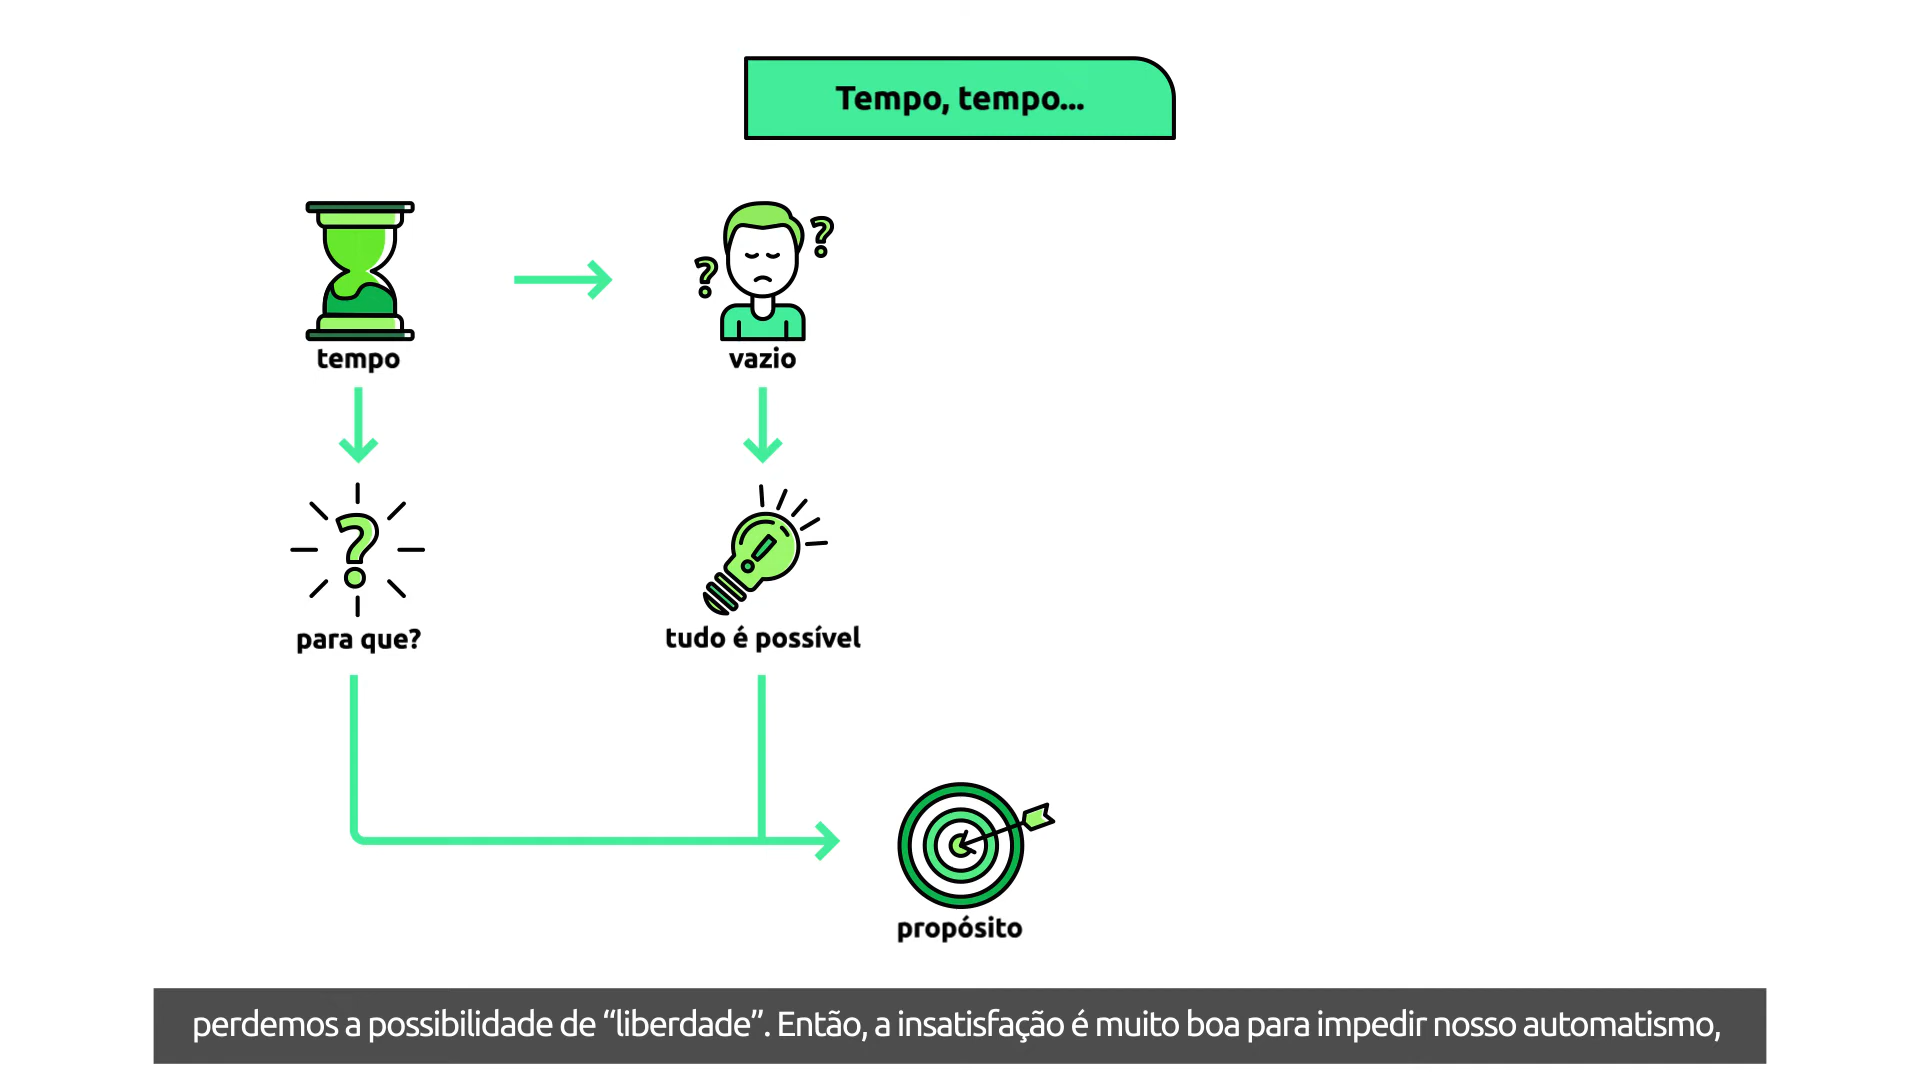 Tempo, tempo...
tempo
vazio
para que?
tudo é possível
propósito
perdemos a possibilidade de “liberdade”. Então, a insatisfação é muito boa para impedir nosso automatismo,